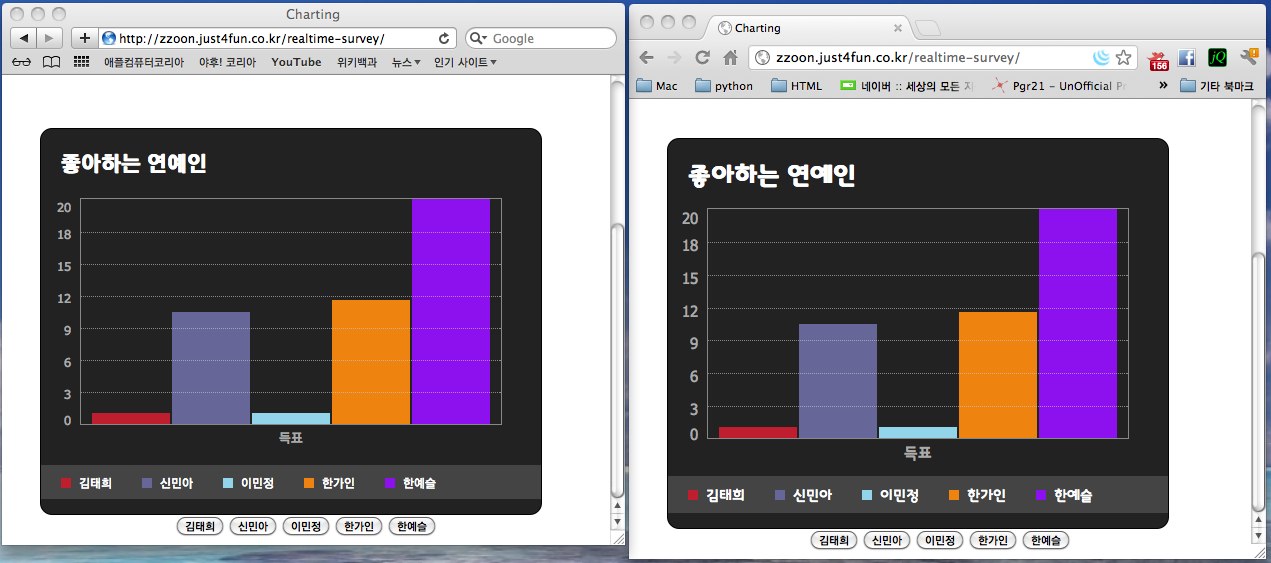 Charting
http://zzoon.just4fun.co.kr/realtime-survey/
Google
애플컴퓨터코리아 야후! 코리아 YouTube 위키백과 뉴스 인기 사이트
좋아하는 연예인
20
18
15
12
9
6
3
0
득표
김태희 신민아 이민정 한가인 한예슬
김태희 신민아 이민정 한가인 한예슬
Charting
zzoon.just4fun.co.kr/realtime-survey/
156
jQ
Mac python HTML 네이버 :: 세상의 모든 지 Pgr21 - UnOfficial Pr » 기타 북마크
좋아하는 연예인
20
18
15
12
9
6
3
0
득표
김태희 신민아 이민정 한가인 한예슬
김태희 신민아 이민정 한가인 한예슬